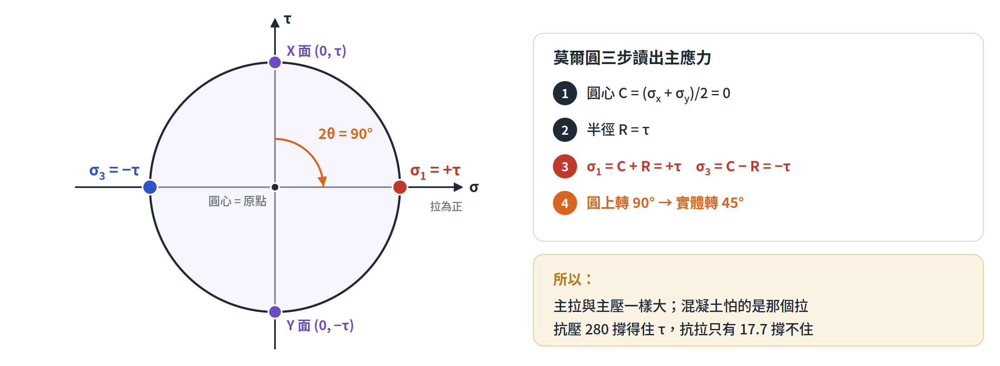 τ
X 面 (0, τ)
2θ = 90°
σ₃ = −τ
σ₁ = +τ
σ
圓心 = 原點
拉為正
Y 面 (0, −τ)
莫爾圓三步讀出主應力
1 圓心 C = (σₓ + σᵧ)/2 = 0
2 半徑 R = τ
3 σ₁ = C + R = +τ σ₃ = C − R = −τ
4 圓上轉 90° → 實體轉 45°
所以：
主拉與主壓一樣大；混凝土怕的是那個拉
抗壓 280 撐得住 τ，抗拉只有 17.7 撐不住